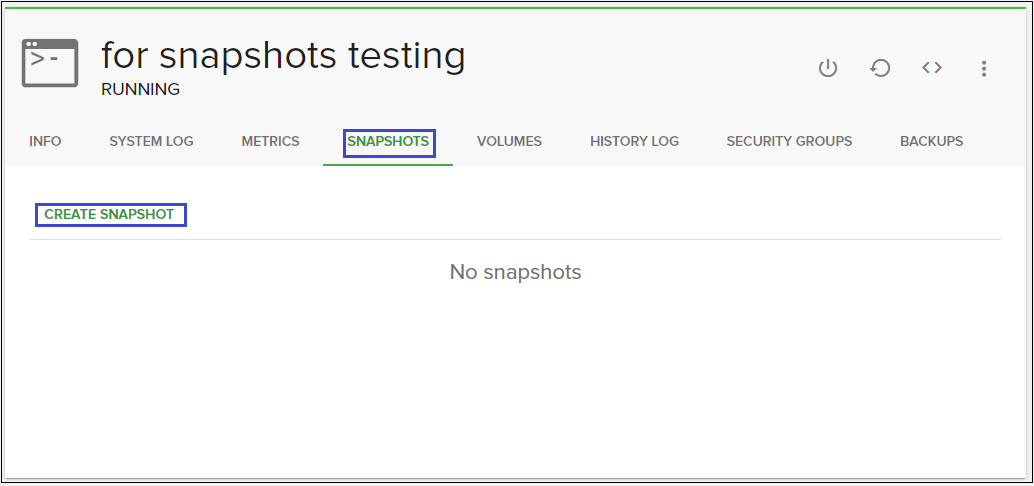 for snapshots testing
RUNNING
INFO SYSTEM LOG METRICS SNAPSHOTS VOLUMES HISTORY LOG SECURITY GROUPS BACKUPS
CREATE SNAPSHOT
No snapshots